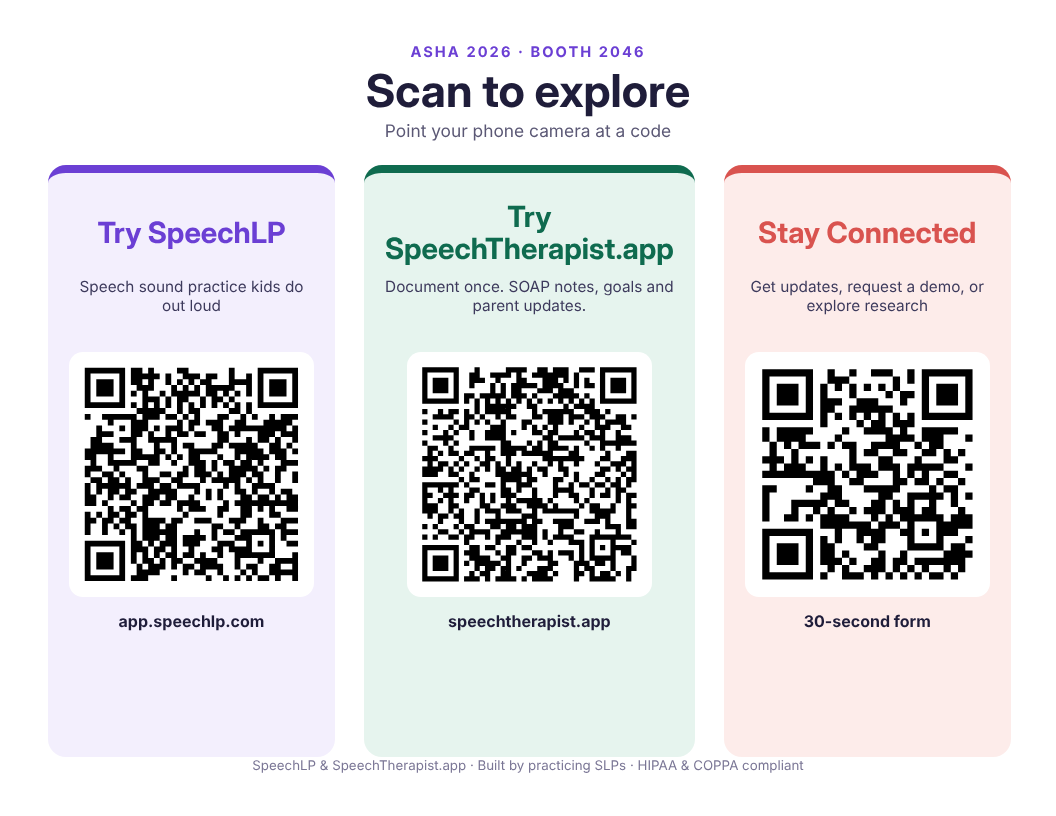 ASHA 2026 · BOOTH 2046
Scan to explore
Point your phone camera at a code
Try SpeechLP
Speech sound practice kids do
out loud
app.speechlp.com
Try
SpeechTherapist.app
Document once. SOAP notes, goals and
parent updates.
speechtherapist.app
Stay Connected
Get updates, request a demo, or
explore research
30-second form
SpeechLP & SpeechTherapist.app · Built by practicing SLPs · HIPAA & COPPA compliant